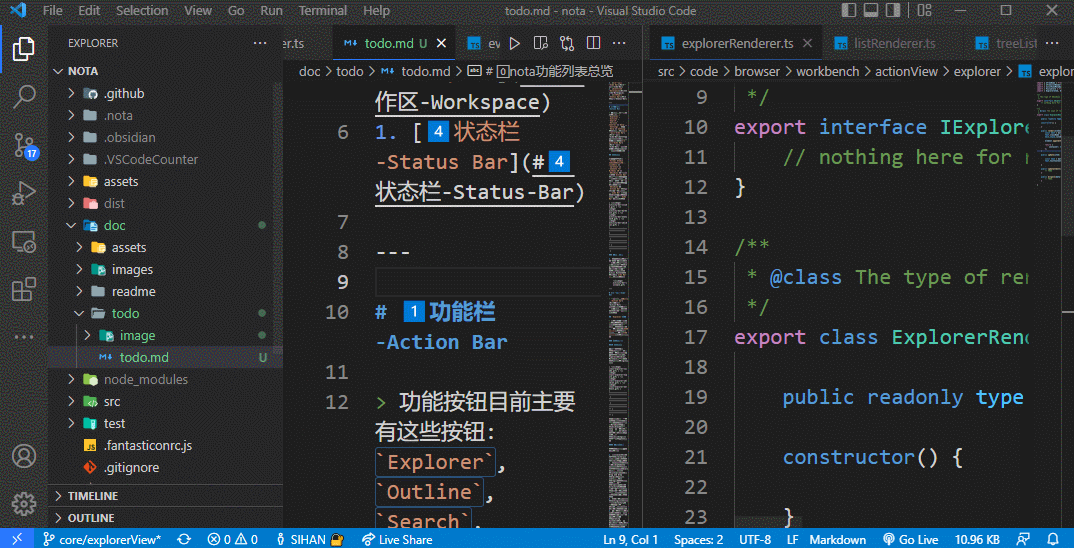 File Edit Selection View Go Run Terminal Help
todo.md - nota - Visual Studio Code
EXPLORER
NOTA
.github
.nota
.obsidian
.VSCodeCounter
assets
dist
doc
assets
images
readme
todo
image
todo.md U
node_modules
src
test
.fantasticonrc.js
.gitignore
TIMELINE
OUTLINE
17
er.ts
todo.md U
ev
doc > todo > todo.md > # 0nota功能列表总览
作区-Workspace)
6 1. [4️⃣状态栏
-Status Bar](#4️⃣
状态栏-Status-Bar)
7
8 ---
9
10 # 1️⃣功能栏
-Action Bar
11
12 > 功能按钮目前主要
有这些按钮：
`Explorer`,
`Outline`,
`Search`,
explorerRenderer.ts
listRenderer.ts
treeList
src > code > browser > workbench > actionView > explorer > explor
9 */
10 export interface IExplore
11 // nothing here for
12 }
13
14 /**
15 * @class The type of ren
16 */
17 export class ExplorerRend
18
19 public readonly type
20
21 constructor() {
22
23 }
core/explorerView* 0 0 SIHAN Live Share
Ln 9, Col 1 Spaces: 2 UTF-8 LF Markdown Go Live 10.96 KB